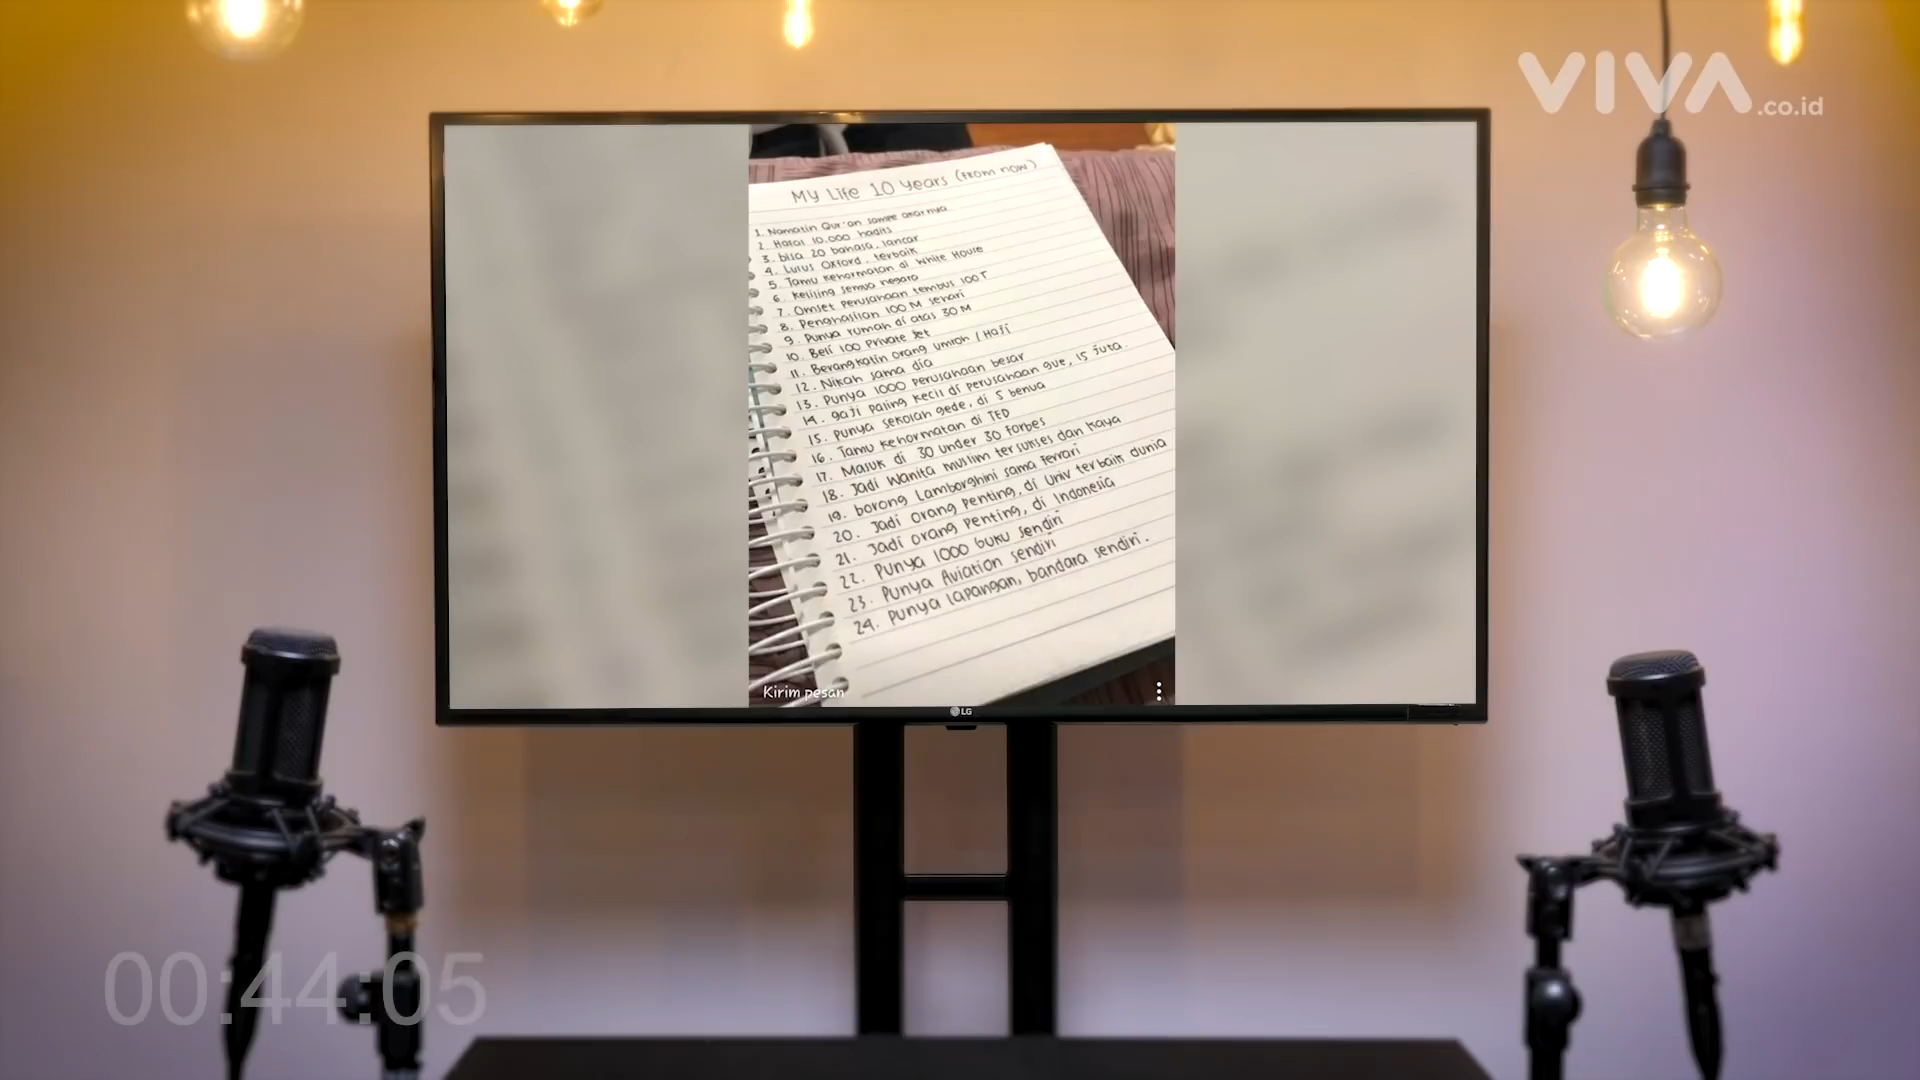 VIVA.co.id
My Life 10 Years (From now)
1. Namatin Qur'an sampe akarnya
2. Hafal 10.000 hadits
3. bisa 20 bahasa, lancar
4. Lulus Oxford, terbaik
5. Tamu kehormatan di White House
6. keliling semua negara
7. Omset perusahaan tembus 100T
8. Penghasilan 100 M sehari
9. Punya rumah di atas 30 M
10. Beli 100 Private Jet
11. Berangkatin orang umroh / Haji
12. Nikah sama dia
13. Punya 1000 perusahaan besar
14. gaji paling kecil di perusahaan gue, 15 juta.
15. punya sekolah gede, di 5 benua
16. Tamu kehormatan di TED
17. Masuk di 30 under 30 Forbes
18. Jadi Wanita muslim tersukses dan kaya
19. borong Lamborghini sama Ferrari
20. Jadi orang penting, di Univ terbaik dunia
21. Jadi orang penting, di Indonesia
22. Punya 1000 buku sendiri
23. Punya Aviation sendiri
24. Punya lapangan, bandara sendiri.
Kirim pesan
LG
00:44:05